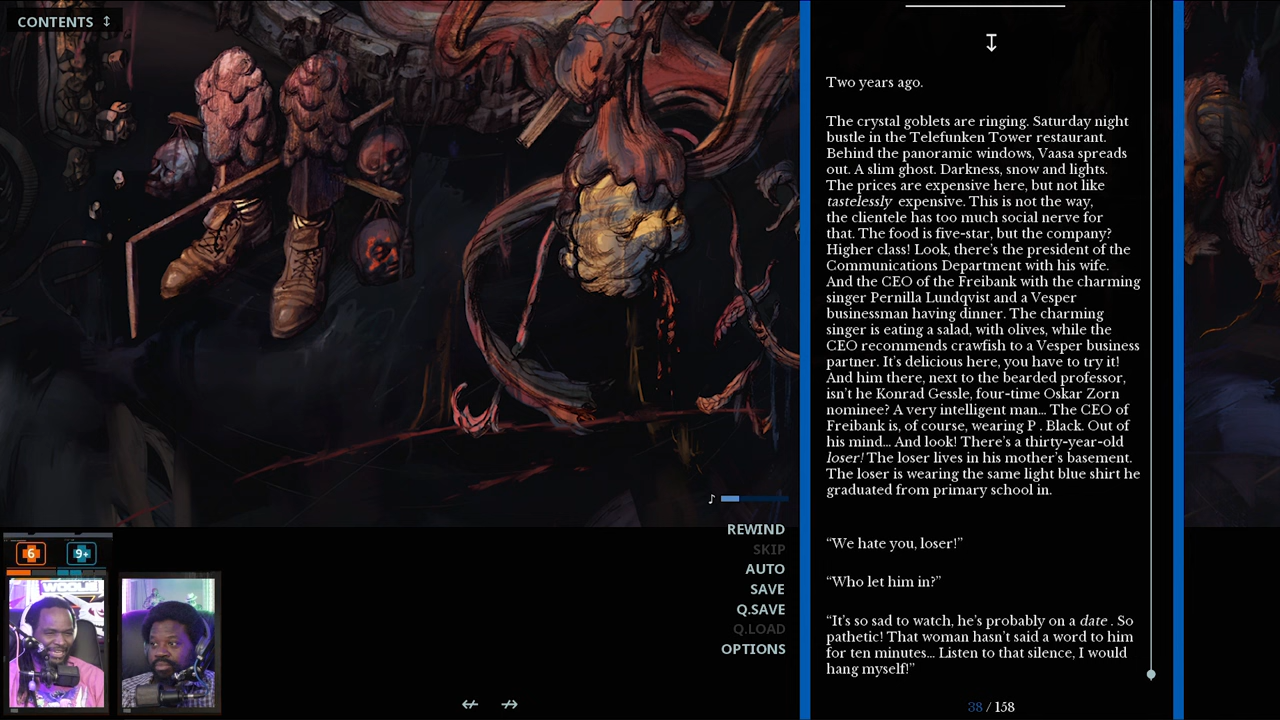 CONTENTS
Two years ago.
The crystal goblets are ringing. Saturday night
bustle in the Telefunken Tower restaurant.
Behind the panoramic windows, Vaasa spreads
out. A slim ghost. Darkness, snow and lights.
The prices are expensive here, but not like
tastelessly expensive. This is not the way,
the clientele has too much social nerve for
that. The food is five-star, but the company?
Higher class! Look, there’s the president of the
Communications Department with his wife.
And the CEO of the Freibank with the charming
singer Pernilla Lundqvist and a Vesper
businessman having dinner. The charming
singer is eating a salad, with olives, while the
CEO recommends crawfish to a Vesper business
partner. It’s delicious here, you have to try it!
And him there, next to the bearded professor,
isn’t he Konrad Gessle, four-time Oskar Zorn
nominee? A very intelligent man... The CEO of
Freibank is, of course, wearing P . Black. Out of
his mind... And look! There’s a thirty-year-old
loser! The loser lives in his mother’s basement.
The loser is wearing the same light blue shirt he
graduated from primary school in.
“We hate you, loser!”
“Who let him in?”
“It’s so sad to watch, he’s probably on a date . So
pathetic! That woman hasn’t said a word to him
for ten minutes... Listen to that silence, I would
hang myself!”
38 / 158
REWIND
SKIP
AUTO
SAVE
Q.SAVE
Q.LOAD
OPTIONS
6
9+